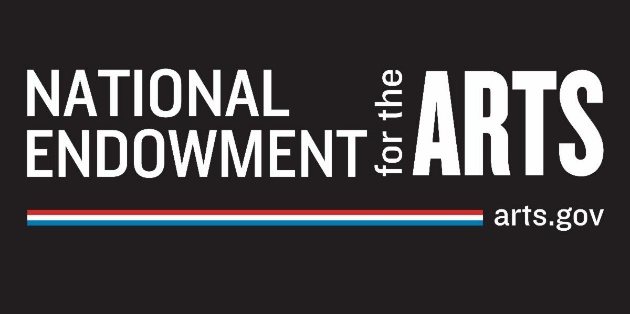 NATIONAL
ENDOWMENT
for the
ARTS
arts.gov